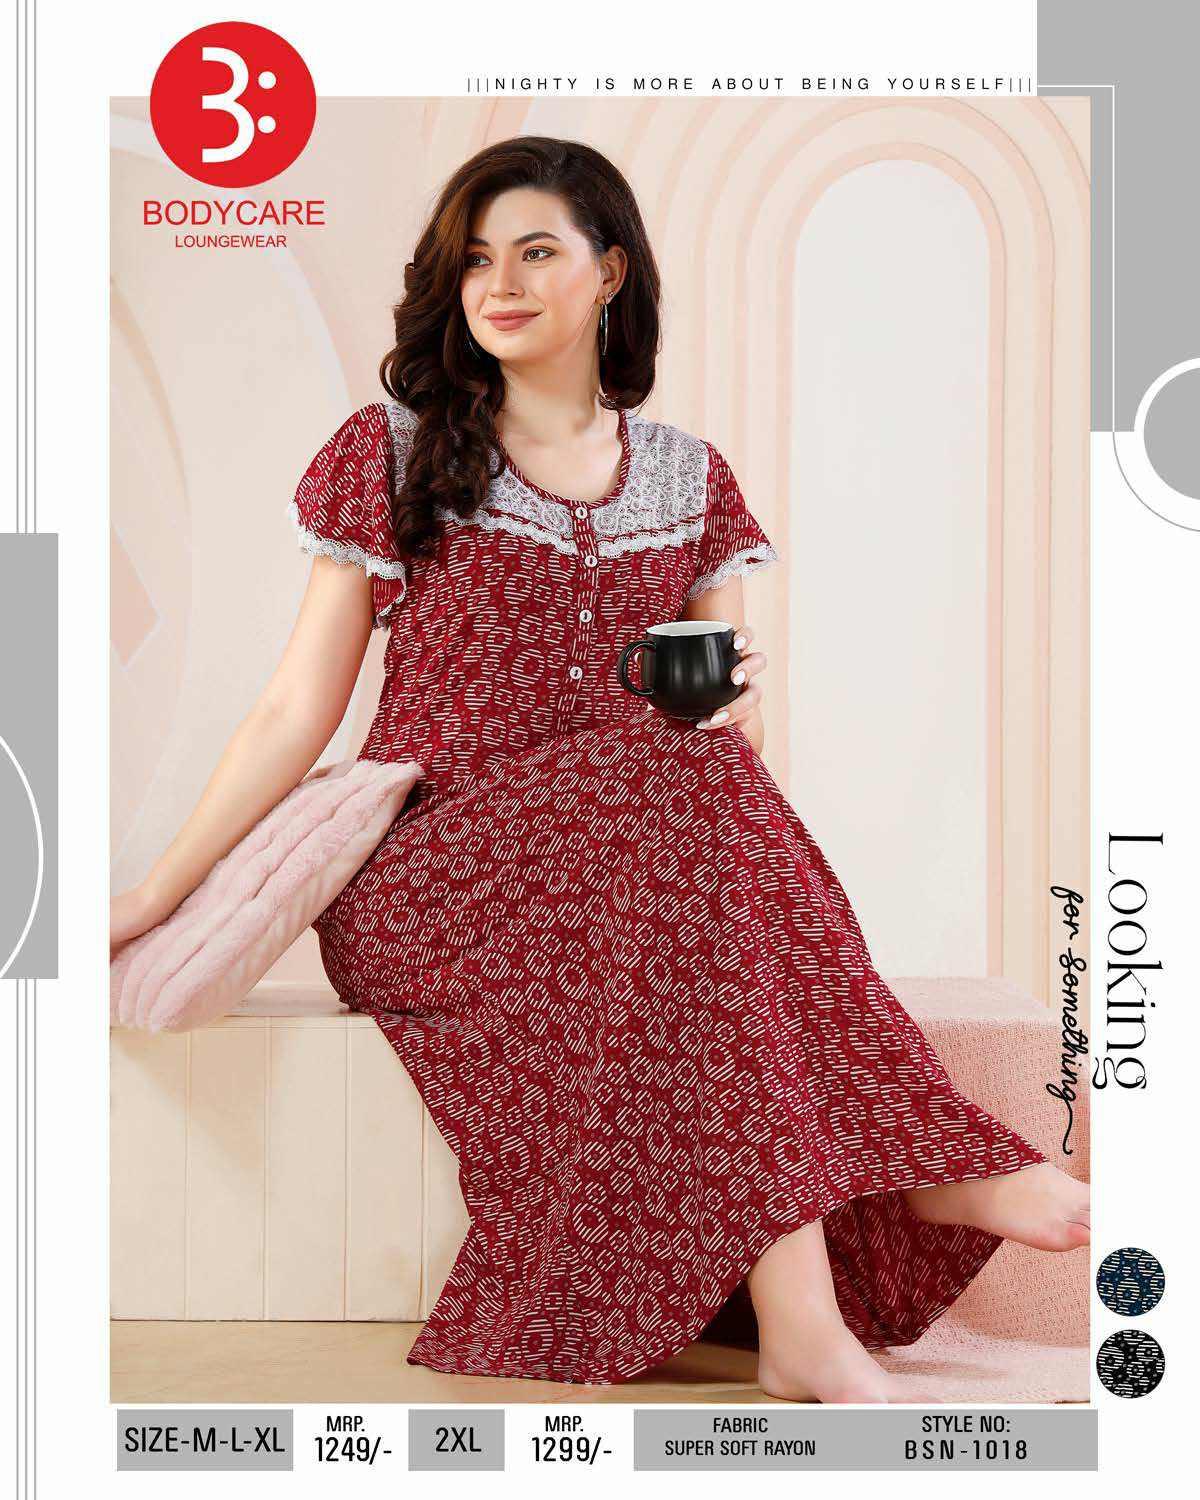 |||NIGHTY IS MORE ABOUT BEING YOURSELF|||
B:
BODYCARE
LOUNGEWEAR
Looking
for Something
SIZE-M-L-XL
MRP.
1249/-
2XL
MRP.
1299/-
FABRIC
SUPER SOFT RAYON
STYLE NO:
BSN-1018